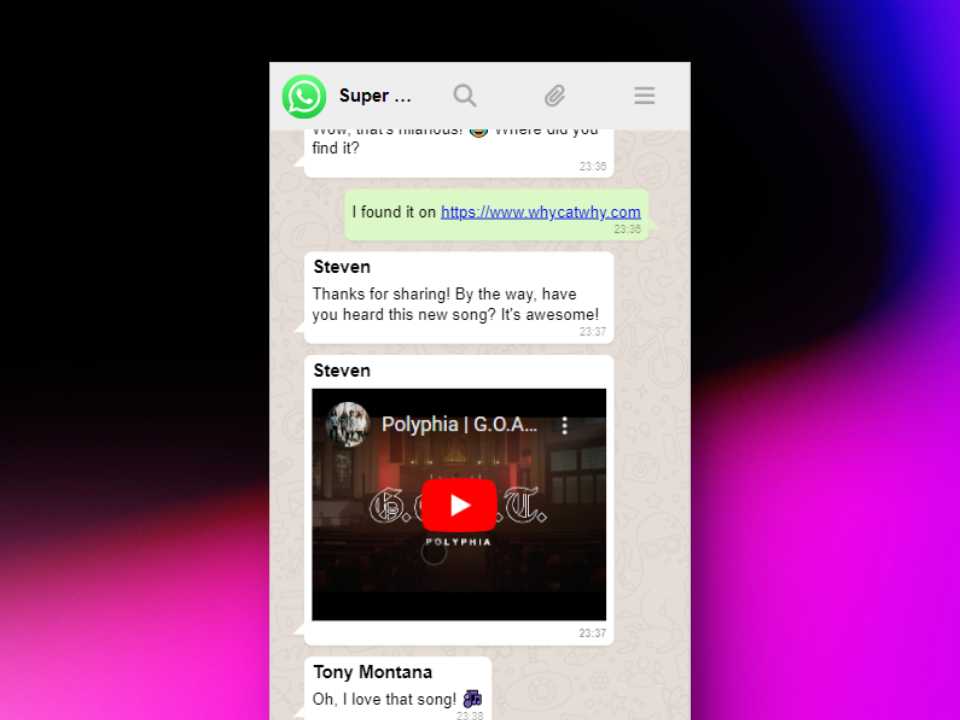 Super ...
Wow, that's hilarious! 😂 Where did you
find it?
23:36
I found it on https://www.whycatwhy.com
23:36
Steven
Thanks for sharing! By the way, have
you heard this new song? It's awesome!
23:37
Steven
Polyphia | G.O.A...
G. T.
POLYPHIA
23:37
Tony Montana
Oh, I love that song! 🎶
23:38